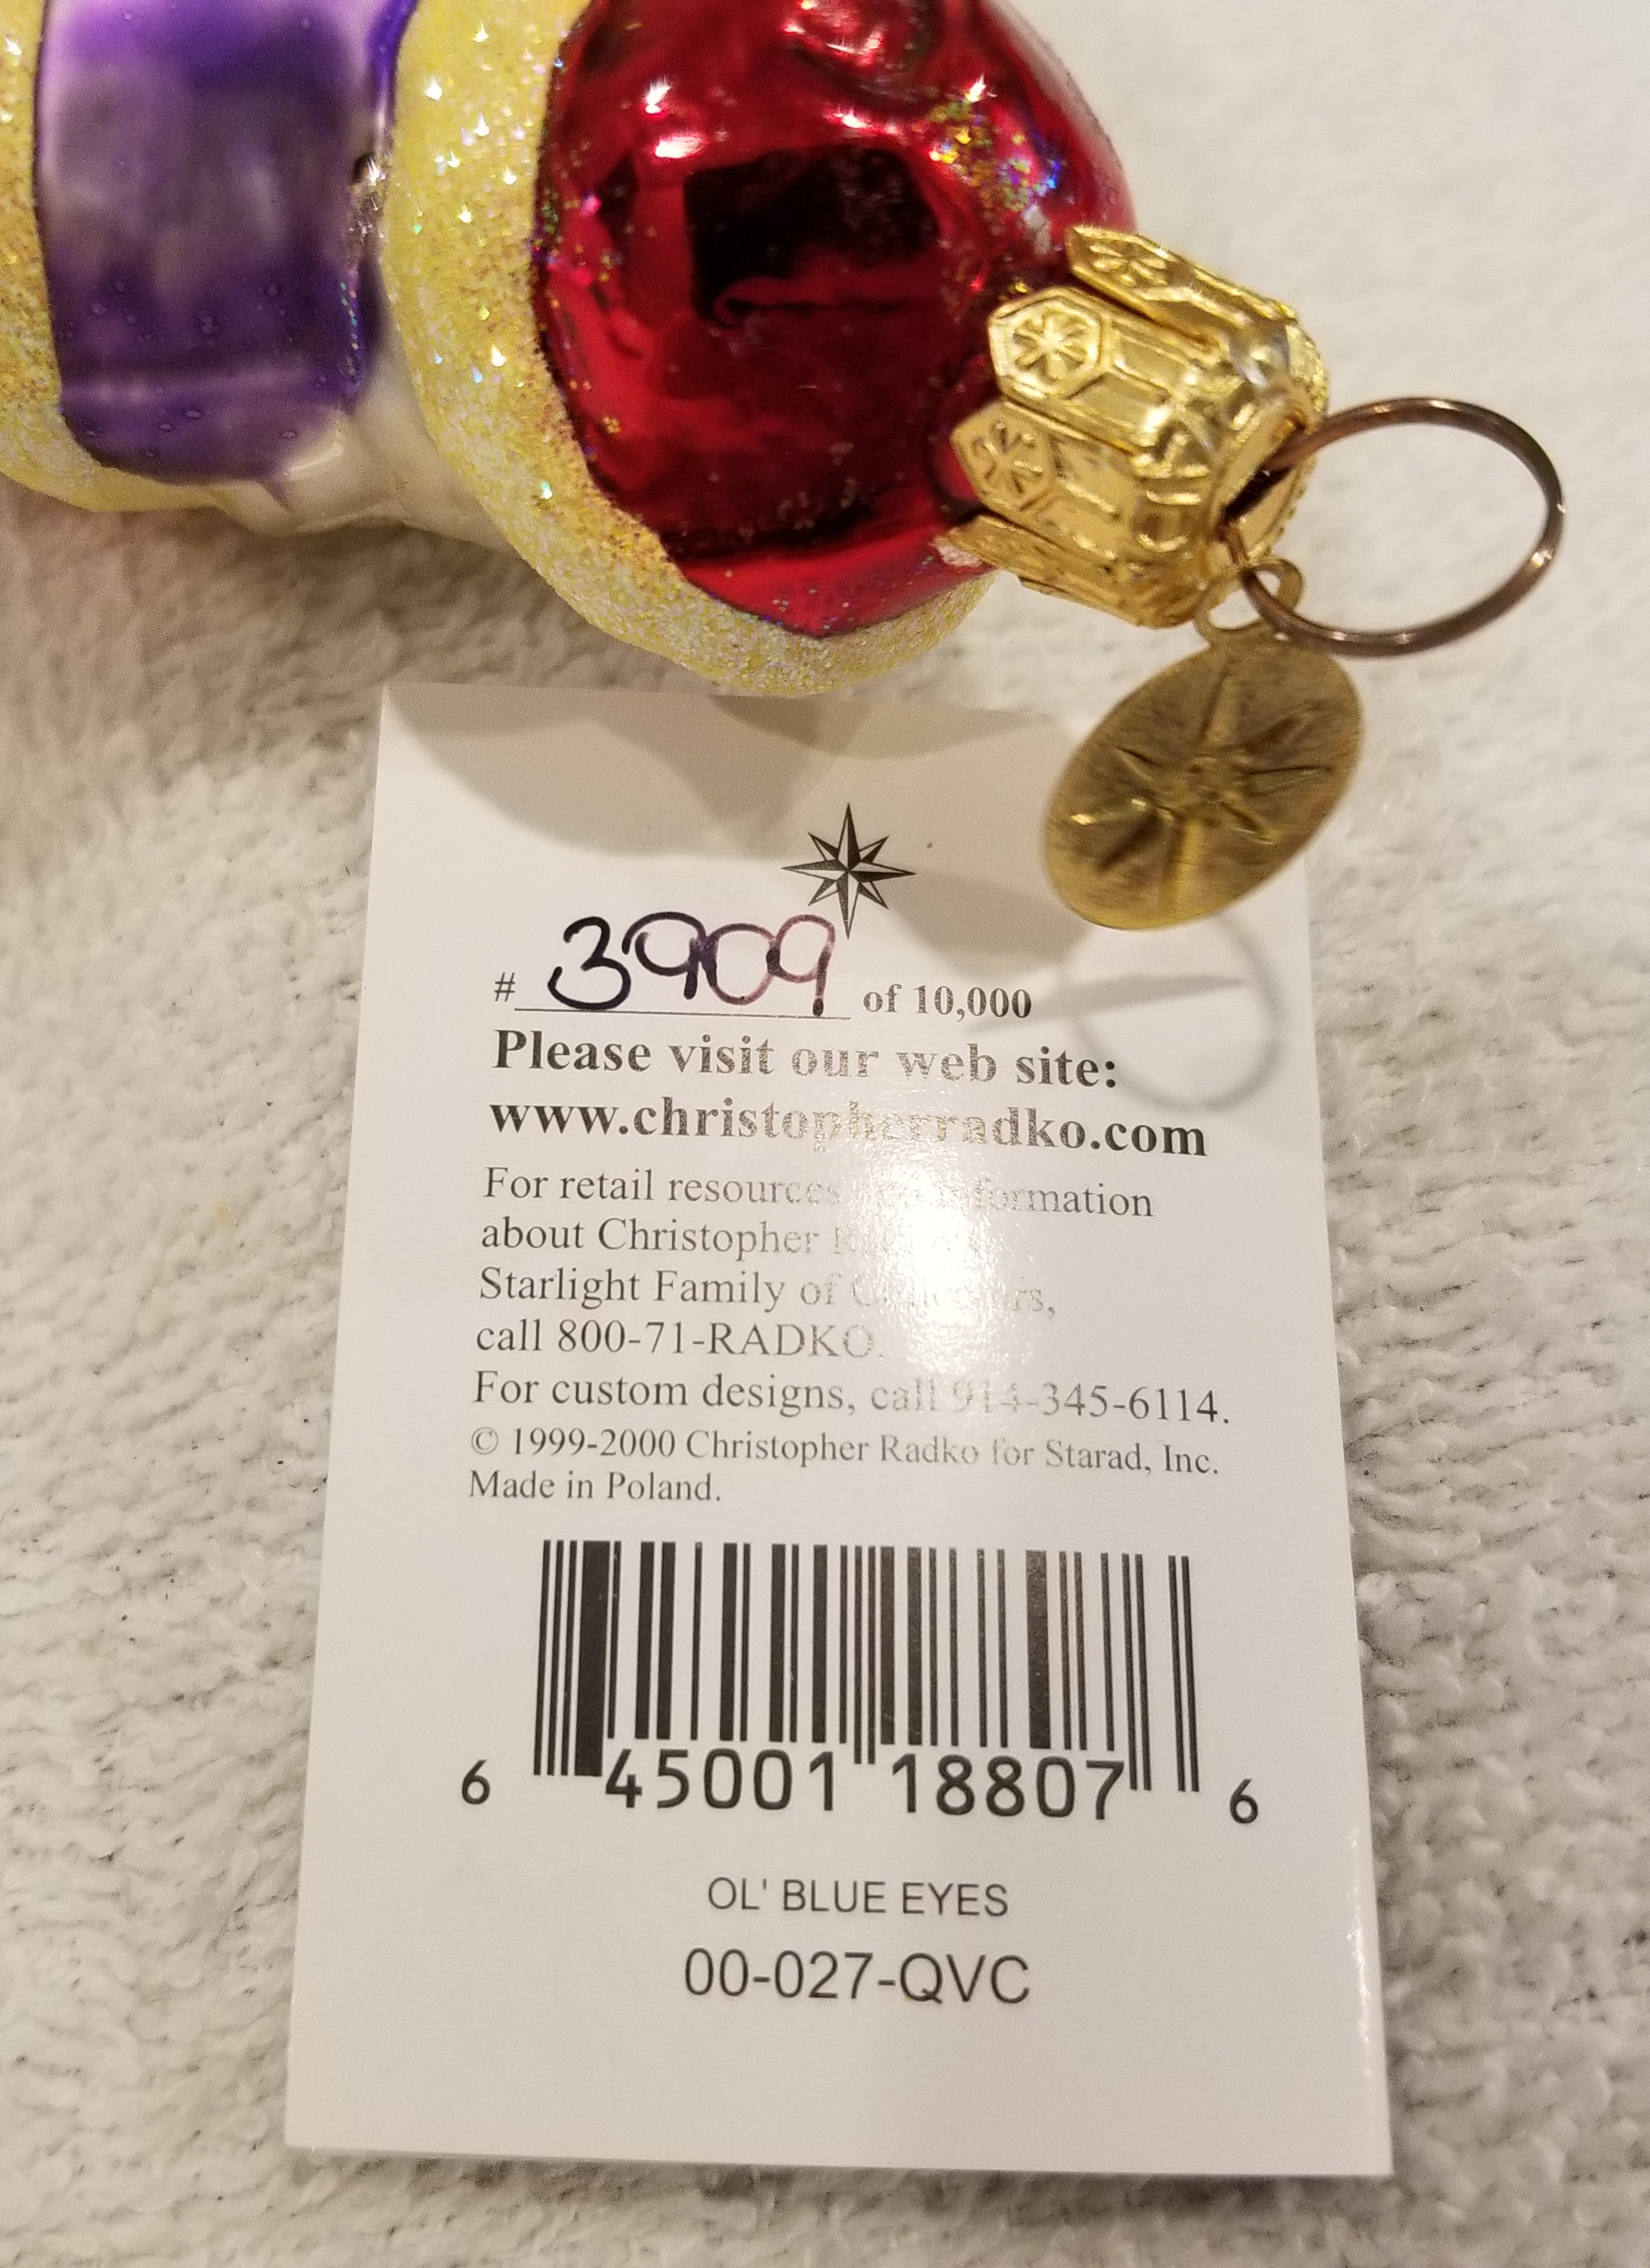 # 3909 of 10,000
Please visit our web site:
www.christopherradko.com
For retail resources information
about Christopher
Starlight Family of
call 800-71-RADKO.
For custom designs, call 914-345-6114.
© 1999-2000 Christopher Radko for Starad, Inc.
Made in Poland.
6 45001 18807 6
OL' BLUE EYES
00-027-QVC